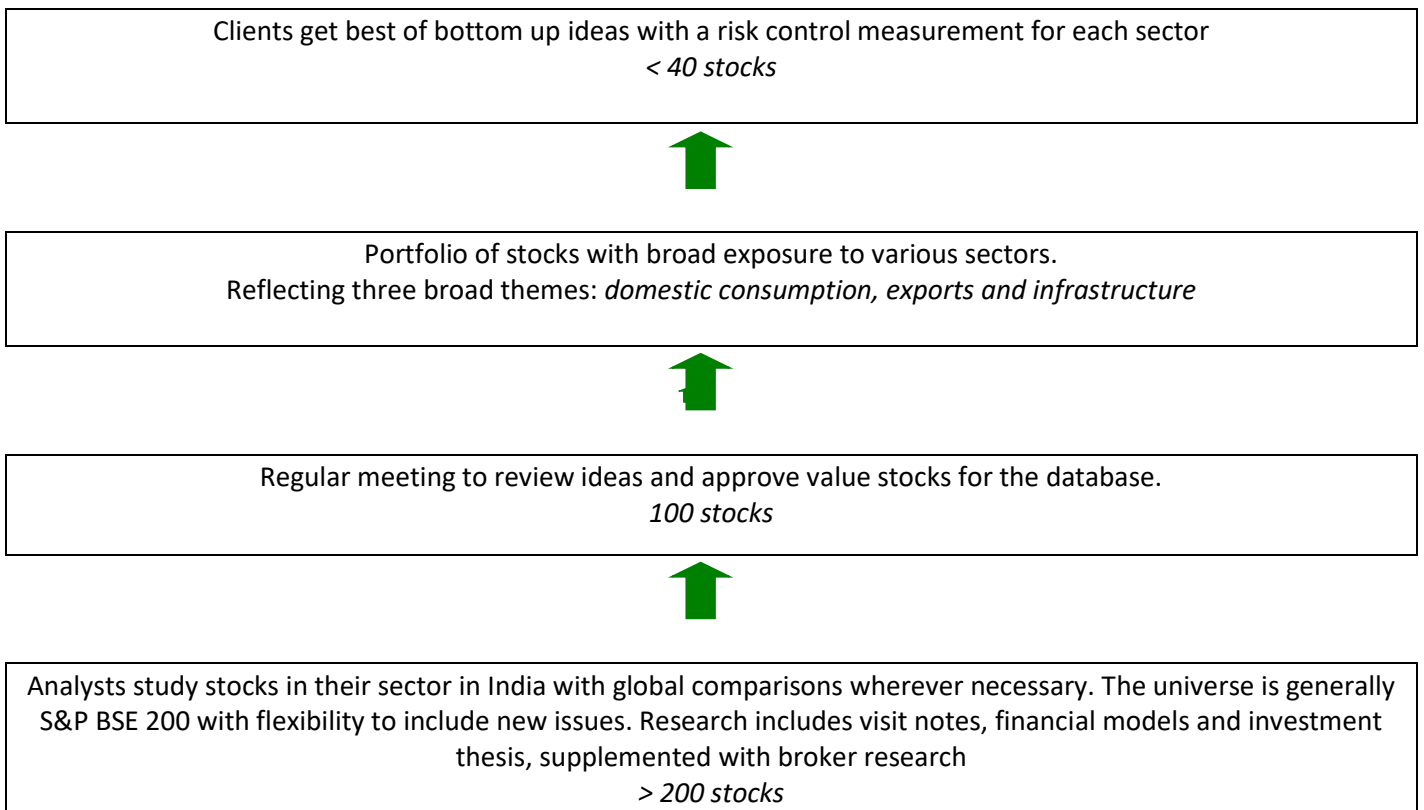 Clients get best of bottom up ideas with a risk control measurement for each sector
< 40 stocks
Portfolio of stocks with broad exposure to various sectors.
Reflecting three broad themes: domestic consumption, exports and infrastructure
Regular meeting to review ideas and approve value stocks for the database.
100 stocks
Analysts study stocks in their sector in India with global comparisons wherever necessary. The universe is generally
S&P BSE 200 with flexibility to include new issues. Research includes visit notes, financial models and investment
thesis, supplemented with broker research
> 200 stocks